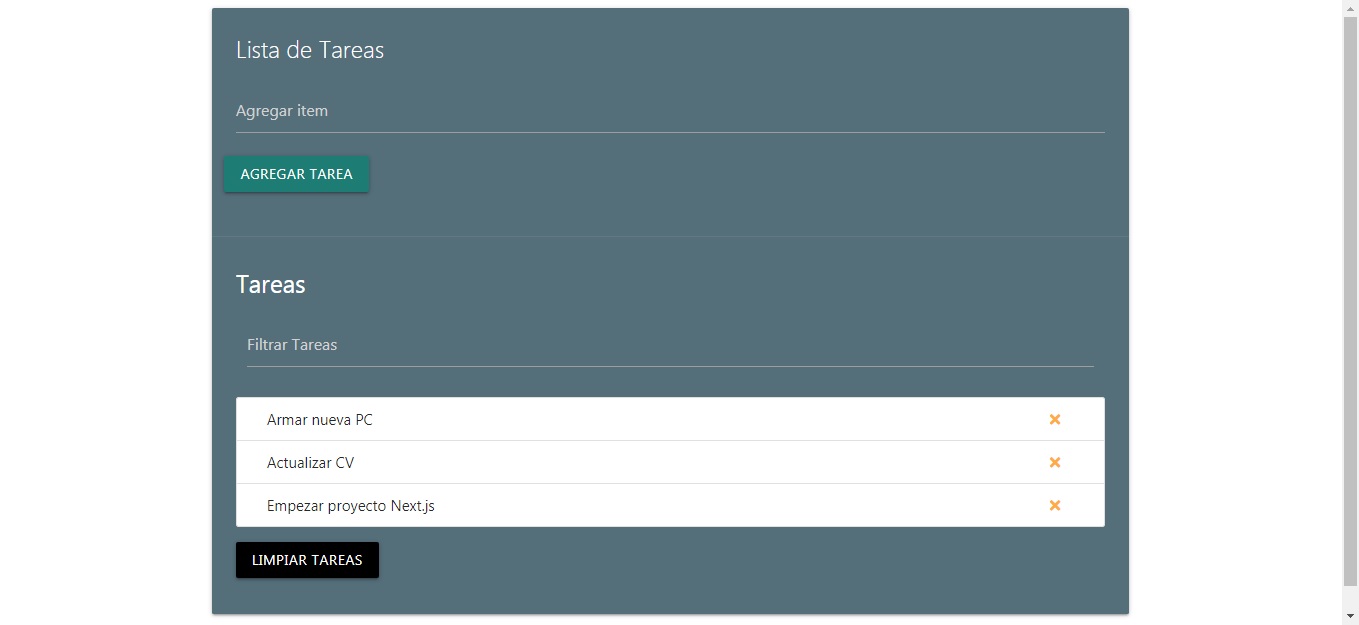 Lista de Tareas
Agregar item
AGREGAR TAREA
Tareas
Filtrar Tareas
Armar nueva PC
Actualizar CV
Empezar proyecto Next.js
LIMPIAR TAREAS